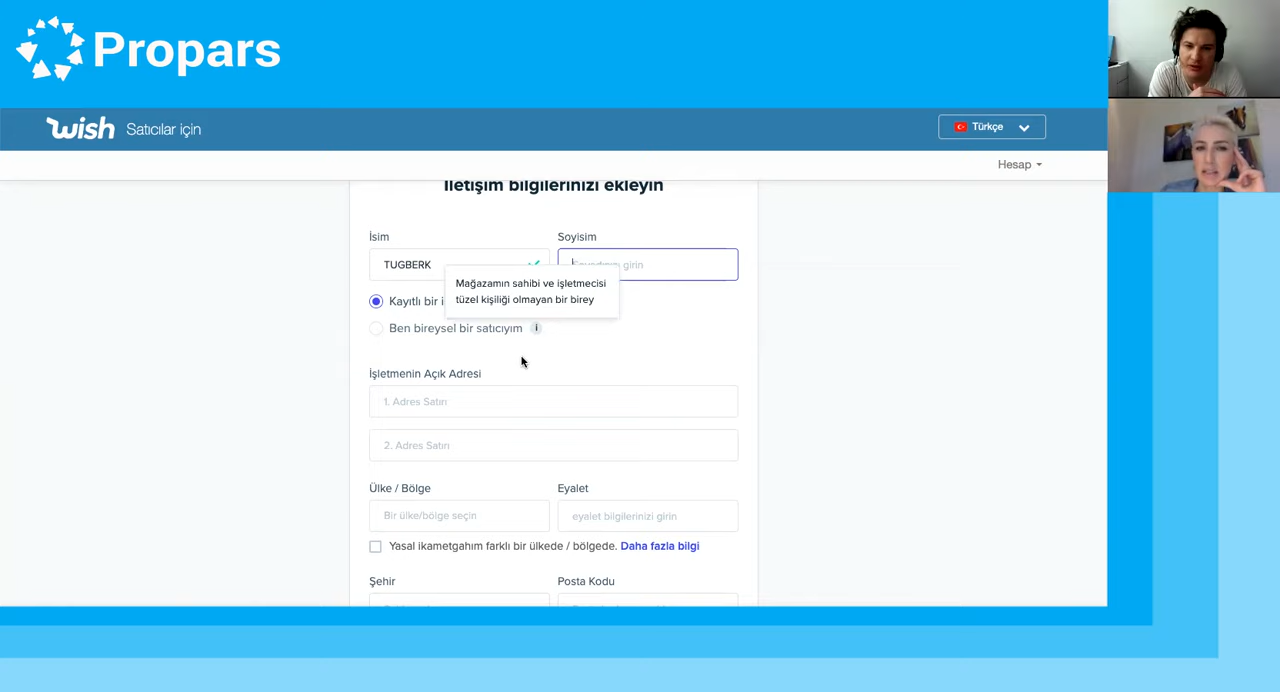 Propars
wish Satıcılar için
Türkçe
Hesap
İletişim bilgilerinizi ekleyin
İsim
Soyisim
TUGBERK
girin
Mağazamın sahibi ve işletmecisi
tüzel kişiliği olmayan bir birey
Kayıtlı bir
Ben bireysel bir satıcıyım i
İşletmenin Açık Adresi
1. Adres Satırı
2. Adres Satırı
Ülke / Bölge
Eyalet
Bir ülke/bölge seçin
eyalet bilgilerinizi girin
Yasal ikametgahım farklı bir ülkede / bölgede. Daha fazla bilgi
Şehir
Posta Kodu